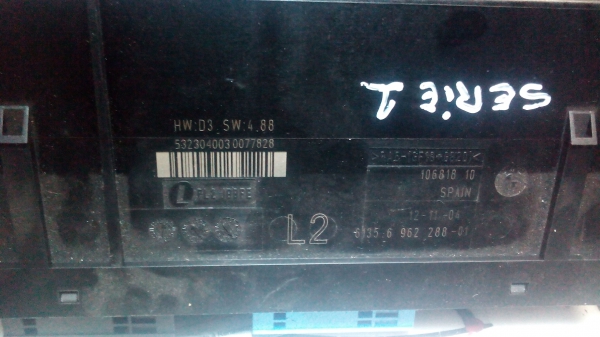 SERiE 1
HW:D3 SW:4.88
5323040030077828
106818 10
SPAIN
12-11-04
L2
6135 6 962 288-01